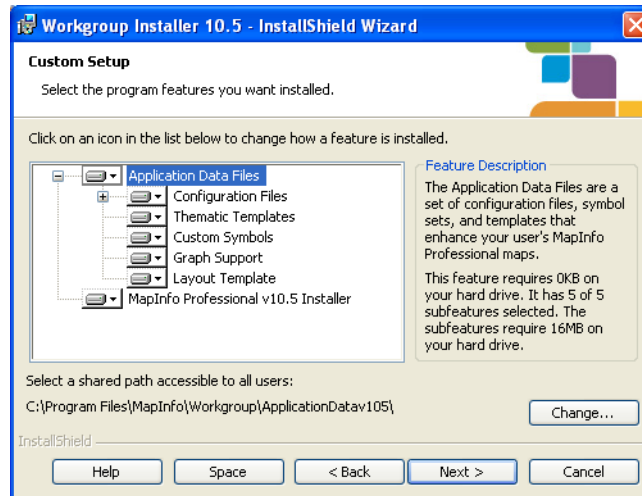 Workgroup Installer 10.5 - InstallShield Wizard
Custom Setup
Select the program features you want installed.
Click on an icon in the list below to change how a feature is installed.
Application Data Files
Configuration Files
Thematic Templates
Custom Symbols
Graph Support
Layout Template
MapInfo Professional v10.5 Installer
Feature Description
The Application Data Files are a
set of configuration files, symbol
sets, and templates that
enhance your user's MapInfo
Professional maps.
This feature requires 0KB on
your hard drive. It has 5 of 5
subfeatures selected. The
subfeatures require 16MB on
your hard drive.
Select a shared path accessible to all users:
C:\Program Files\MapInfo\Workgroup\ApplicationDatav105\
Change...
InstallShield
Help
Space
< Back
Next >
Cancel